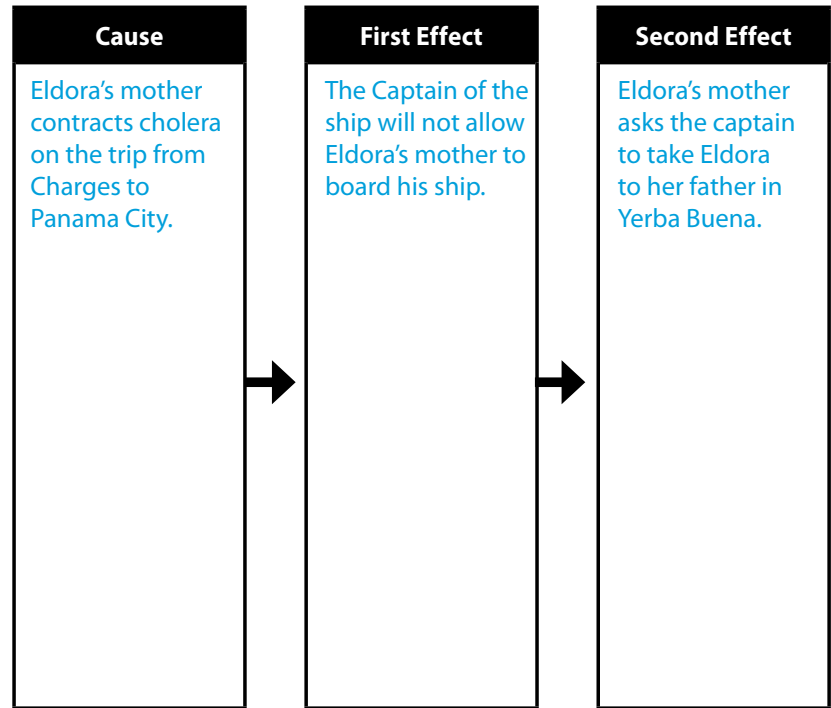 Cause
Eldora's mother
contracts cholera
on the trip from
Charges to
Panama City.
First Effect
The Captain of the
ship will not allow
Eldora's mother to
board his ship.
Second Effect
Eldora's mother
asks the captain
to take Eldora
to her father in
Yerba Buena.